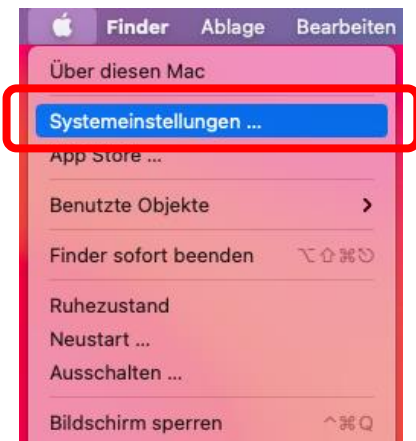 Finder Ablage Bearbeiten
Über diesen Mac
Systemeinstellungen ...
App Store ...
Benutzte Objekte
Finder sofort beenden ⌥⇧⌘⎋
Ruhezustand
Neustart ...
Ausschalten ...
Bildschirm sperren ^⌘Q